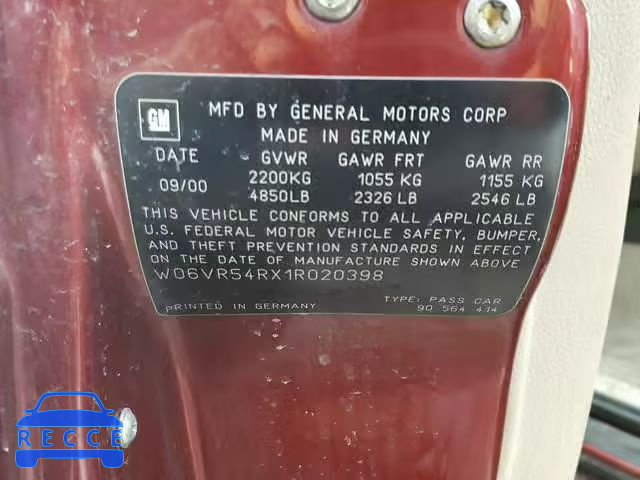 GM
MFD BY GENERAL MOTORS CORP
MADE IN GERMANY
DATE GVWR GAWR FRT GAWR RR
09/00 2200KG 1055 KG 1155 KG
4850LB 2326 LB 2546 LB
THIS VEHICLE CONFORMS TO ALL APPLICABLE
U.S. FEDERAL MOTOR VEHICLE SAFETY, BUMPER,
AND THEFT PREVENTION STANDARDS IN EFFECT
ON THE DATE OF MANUFACTURE SHOWN ABOVE
W06VR54RX1R020398
TYPE: PASS CAR
PRINTED IN GERMANY 90 564 414
RECCE